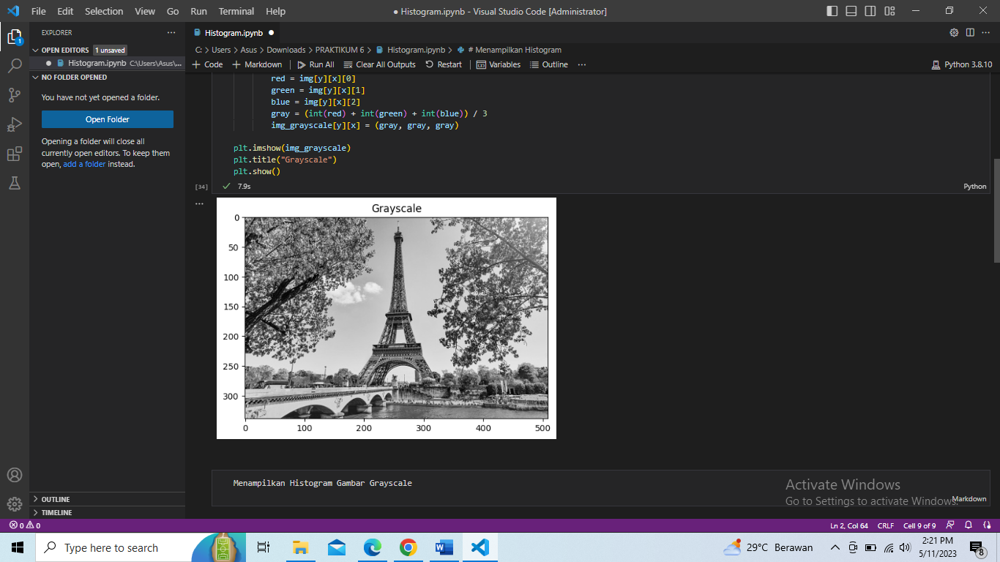 File Edit Selection View Go Run Terminal Help
● Histogram.ipynb - Visual Studio Code [Administrator]
EXPLORER
OPEN EDITORS 1 unsaved
Histogram.ipynb C:\Users\Asus\...
NO FOLDER OPENED
You have not yet opened a folder.
Open Folder
Opening a folder will close all
currently open editors. To keep them
open, add a folder instead.
OUTLINE
TIMELINE
1
Histogram.ipynb
C: > Users > Asus > Downloads > PRAKTIKUM 6 > Histogram.ipynb > # Menampilkan Histogram
+ Code + Markdown Run All Clear All Outputs Restart Variables Outline ...
Python 3.8.10
red = img[y][x][0]
green = img[y][x][1]
blue = img[y][x][2]
gray = (int(red) + int(green) + int(blue)) / 3
img_grayscale[y][x] = (gray, gray, gray)
plt.imshow(img_grayscale)
plt.title("Grayscale")
plt.show()
[34] 7.9s
Python
Grayscale
0
50
100
150
200
250
300
0 100 200 300 400 500
Menampilkan Histogram Gambar Grayscale
Markdown
Activate Windows
Go to Settings to activate Windows.
0 0
Ln 2, Col 64 CRLF Cell 9 of 9
Type here to search
29°C Berawan
2:21 PM
5/11/2023
8